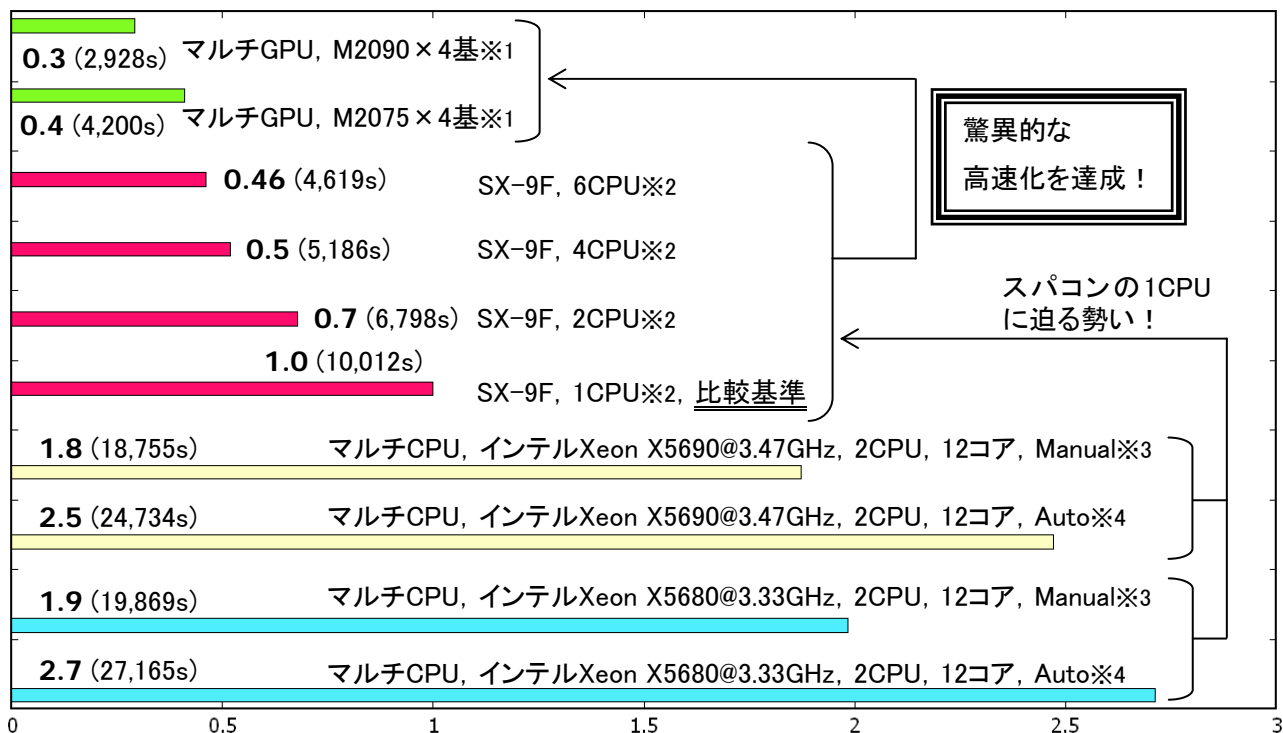 0.3 (2,928s) マルチGPU, M2090×4基※1
0.4 (4,200s) マルチGPU, M2075×4基※1
驚異的な
高速化を達成！
0.46 (4,619s) SX-9F, 6CPU※2
0.5 (5,186s) SX-9F, 4CPU※2
スパコンの1CPU
に迫る勢い！
0.7 (6,798s) SX-9F, 2CPU※2
1.0 (10,012s)
SX-9F, 1CPU※2, 比較基準
1.8 (18,755s) マルチCPU, インテルXeon X5690@3.47GHz, 2CPU, 12コア, Manual※3
2.5 (24,734s) マルチCPU, インテルXeon X5690@3.47GHz, 2CPU, 12コア, Auto※4
1.9 (19,869s) マルチCPU, インテルXeon X5680@3.33GHz, 2CPU, 12コア, Manual※3
2.7 (27,165s) マルチCPU, インテルXeon X5680@3.33GHz, 2CPU, 12コア, Auto※4
0 0.5 1 1.5 2 2.5 3